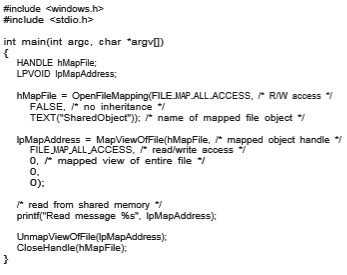 #include <windows.h>
#include <stdio.h>
int main(int argc, char *argv[])
{
HANDLE hMapFile;
LPVOID lpMapAddress;
hMapFile = OpenFileMapping(FILE_MAP_ALL_ACCESS, /* R/W access */
FALSE, /* no inheritance */
TEXT("SharedObject")); /* name of mapped file object */
lpMapAddress = MapViewOfFile(hMapFile, /* mapped object handle */
FILE_MAP_ALL_ACCESS, /* read/write access */
0, /* mapped view of entire file */
0,
0);
/* read from shared memory */
printf("Read message %s", lpMapAddress);
UnmapViewOfFile(lpMapAddress);
CloseHandle(hMapFile);
}